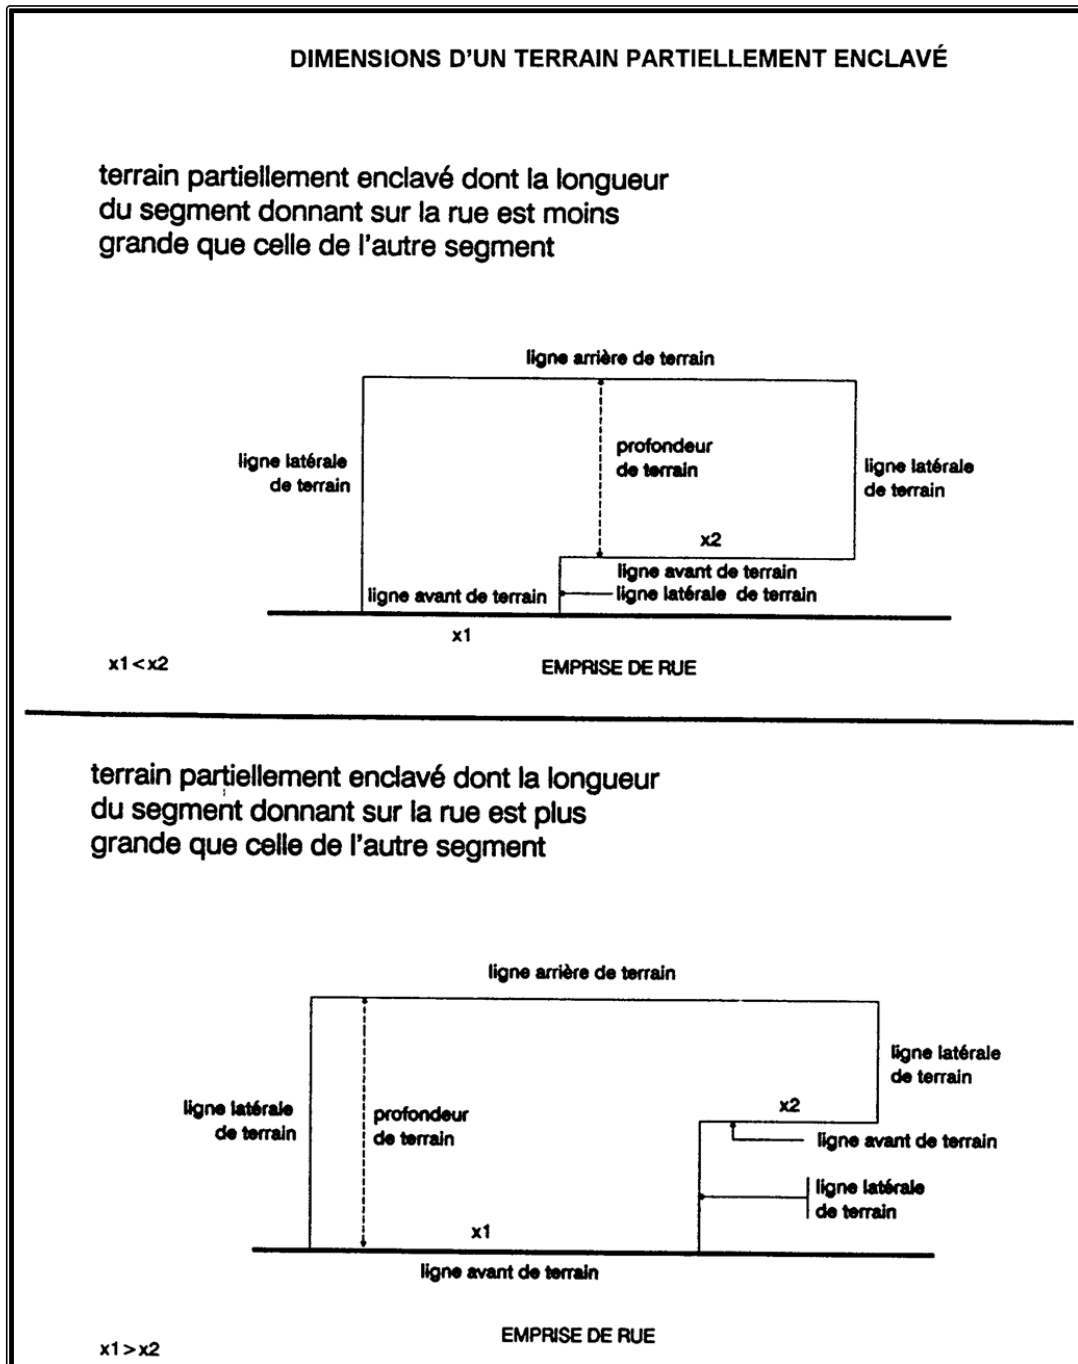 DIMENSIONS D'UN TERRAIN PARTIELLEMENT ENCLAVÉ
terrain partiellement enclavé dont la longueur
du segment donnant sur la rue est moins
grande que celle de l'autre segment
ligne arrière de terrain
profondeur
de terrain
ligne latérale
de terrain
ligne latérale
de terrain
x2
ligne avant de terrain
ligne avant de terrain
ligne latérale de terrain
x1
x1<x2
EMPRISE DE RUE
terrain partiellement enclavé dont la longueur
du segment donnant sur la rue est plus
grande que celle de l'autre segment
ligne arrière de terrain
ligne latérale
de terrain
x2
ligne latérale
de terrain
profondeur
de terrain
ligne avant de terrain
ligne latérale
de terrain
x1
ligne avant de terrain
EMPRISE DE RUE
x1>x2